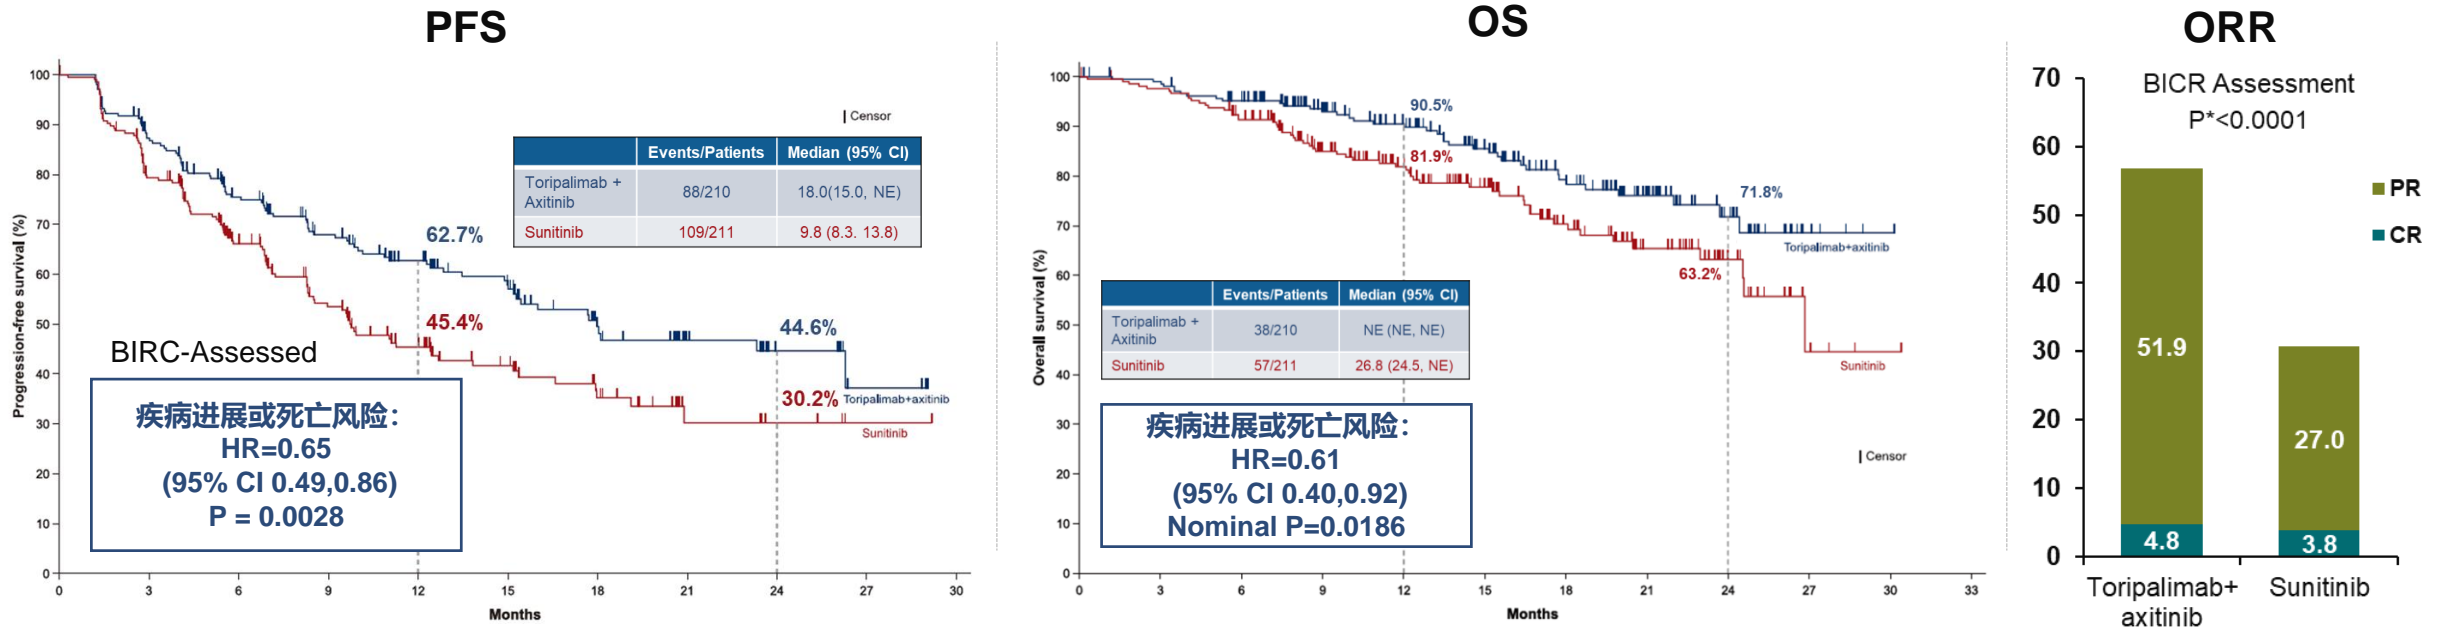 PFS
100
90
80
70
60
50
40
30
20
10
0
Progression-free survival (%)
Censor
Events/Patients Median (95% CI)
Toripalimab + Axitinib 88/210 18.0(15.0, NE)
Sunitinib 109/211 9.8 (8.3. 13.8)
62.7%
45.4%
44.6%
30.2%
Toripalimab+axitinib
Sunitinib
BIRC-Assessed
疾病进展或死亡风险：
HR=0.65
(95% CI 0.49,0.86)
P = 0.0028
0 3 6 9 12 15 18 21 24 27 30
Months
OS
100
90
80
70
60
50
40
30
20
10
0
Overall survival (%)
90.5%
81.9%
71.8%
63.2%
Toripalimab+axitinib
Sunitinib
Events/Patients Median (95% CI)
Toripalimab + Axitinib 38/210 NE (NE, NE)
Sunitinib 57/211 26.8 (24.5, NE)
疾病进展或死亡风险：
HR=0.61
(95% CI 0.40,0.92)
Nominal P=0.0186
Censor
0 3 6 9 12 15 18 21 24 27 30 33
Months
ORR
BICR Assessment
P*<0.0001
70
60
50
40
30
20
10
0
51.9
4.8
27.0
3.8
PR
CR
Toripalimab+
axitinib
Sunitinib